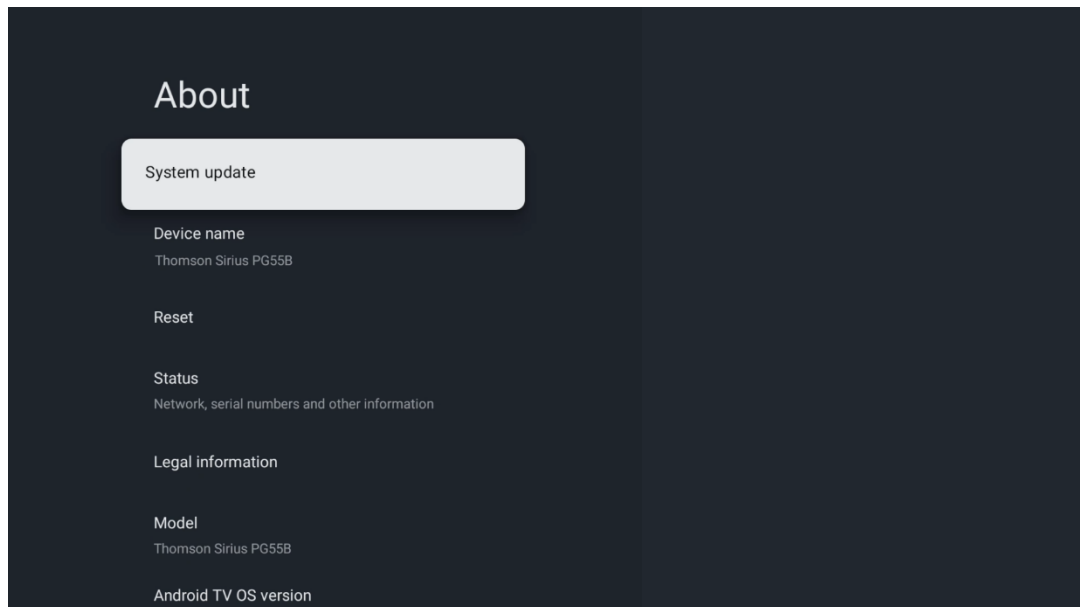 About
System update
Device name
Thomson Sirius PG55B
Reset
Status
Network, serial numbers and other information
Legal information
Model
Thomson Sirius PG55B
Android TV OS version